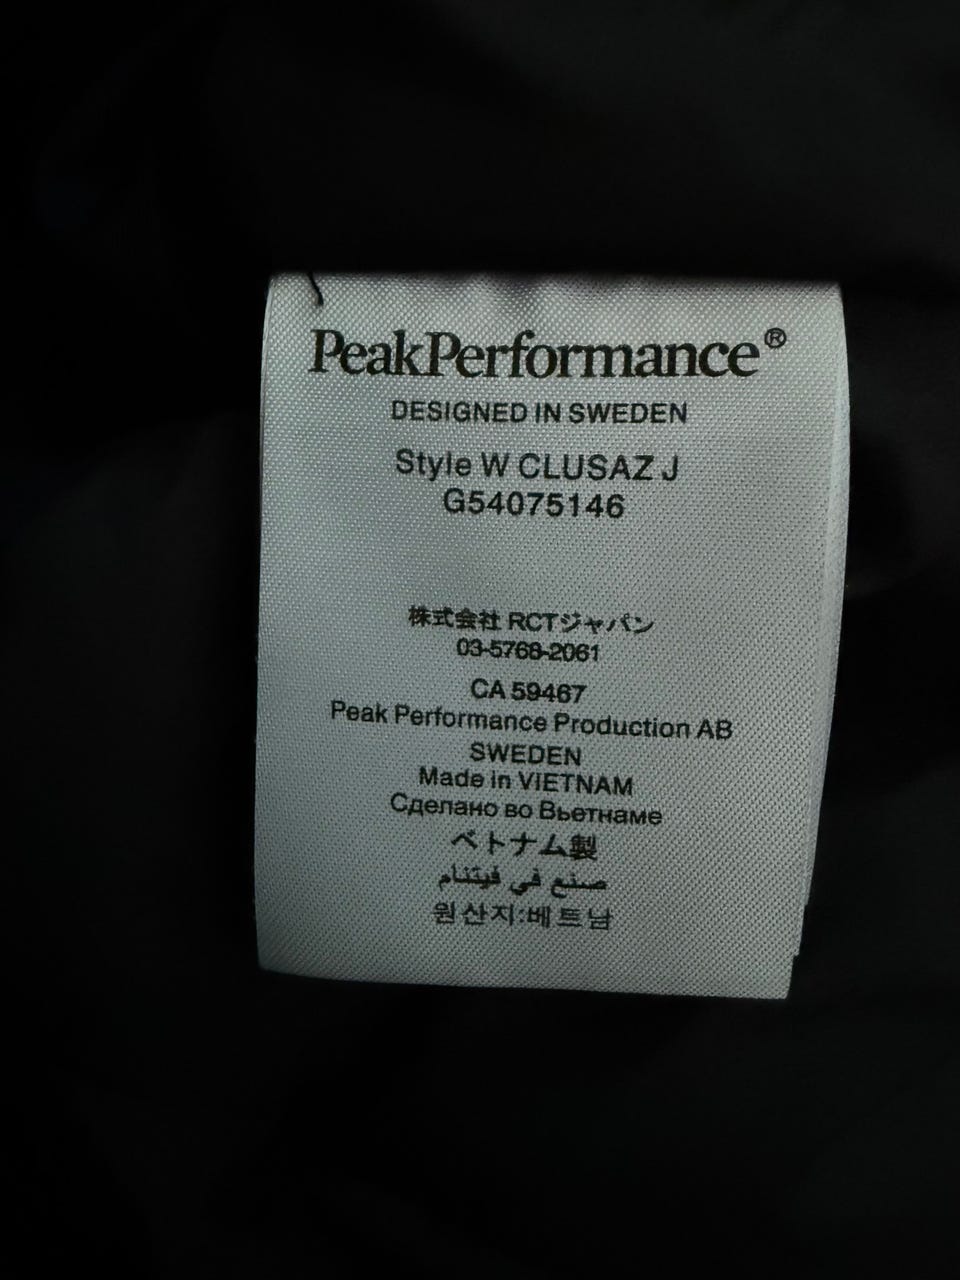 PeakPerformance®
DESIGNED IN SWEDEN
Style W CLUSAZ J
G54075146
株式会社 RCTジャパン
03-5768-2061
CA 59467
Peak Performance Production AB
SWEDEN
Made in VIETNAM
Сделано во Вьетнаме
ベトナム製
صنع في فيتنام
원산지:베트남